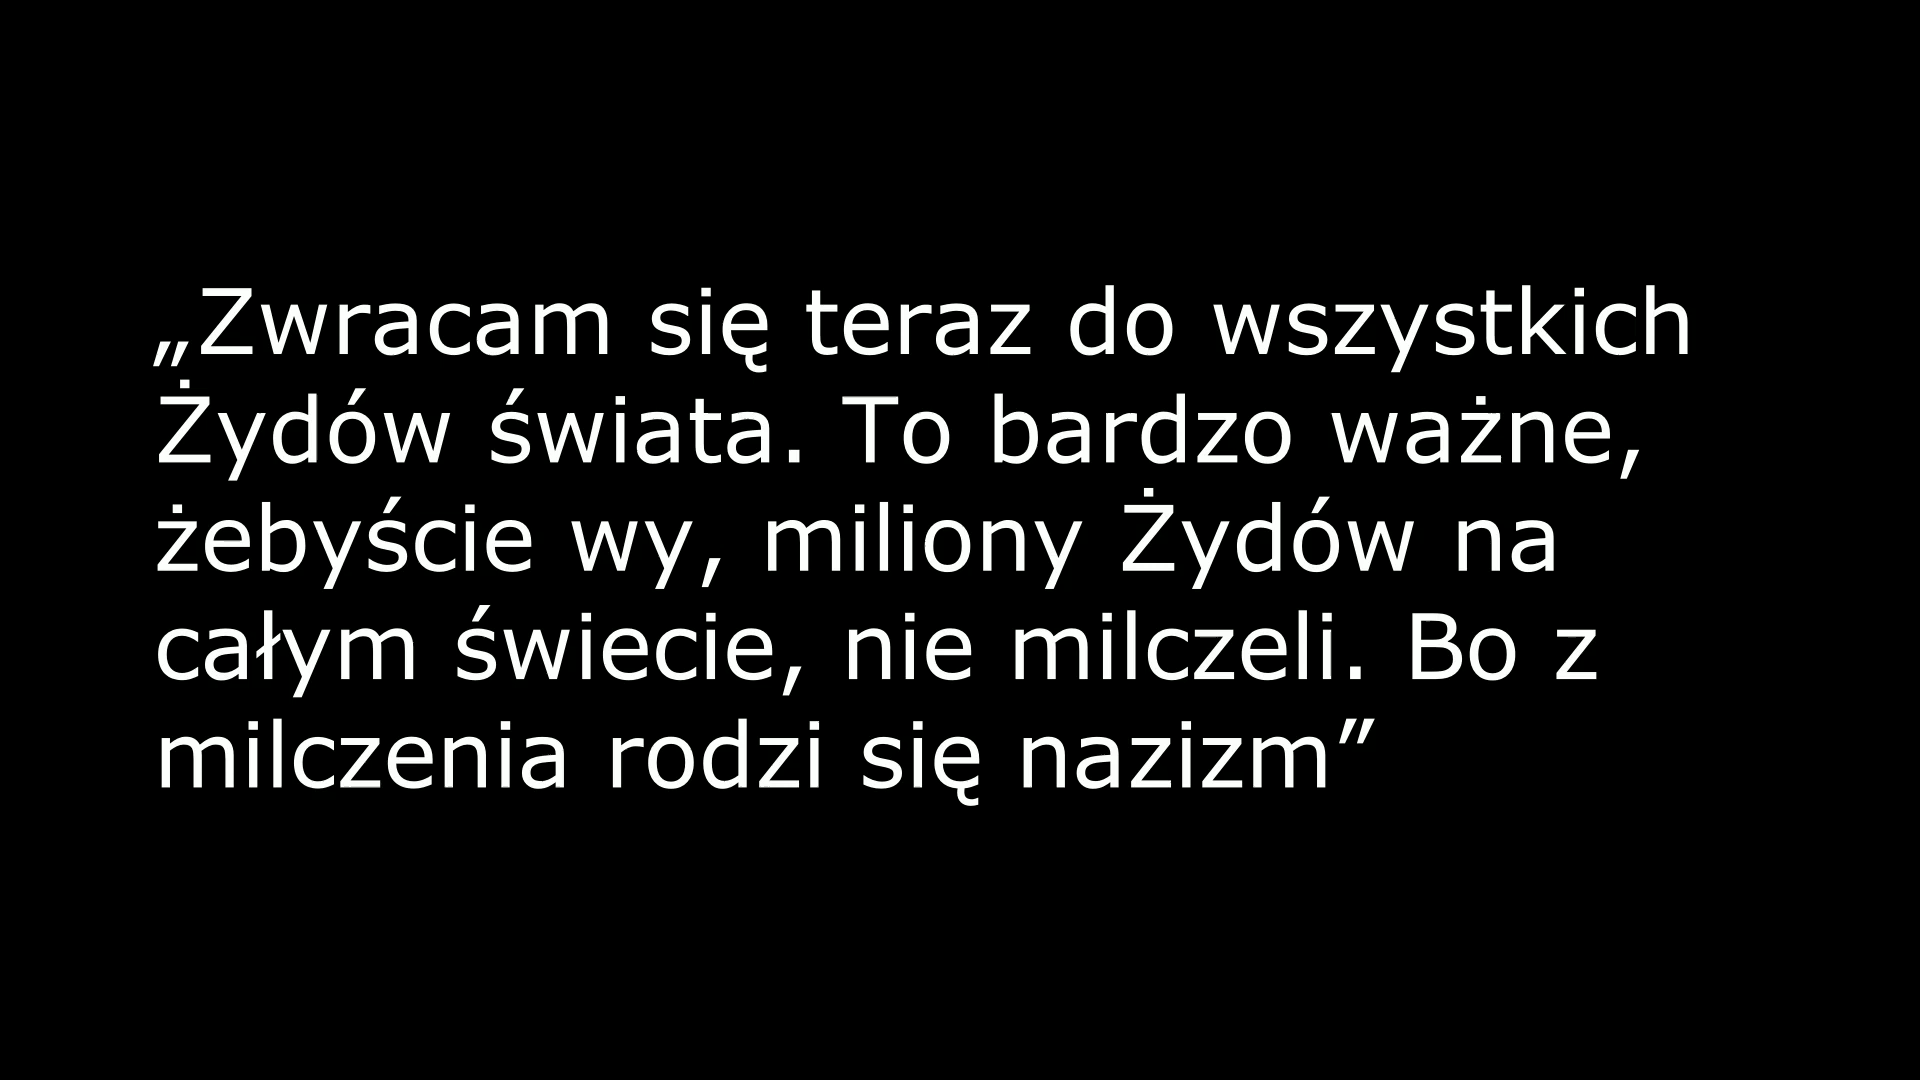 „Zwracam się teraz do wszystkich
Żydów świata. To bardzo ważne,
żebyście wy, miliony Żydów na
całym świecie, nie milczeli. Bo z
milczenia rodzi się nazizm”